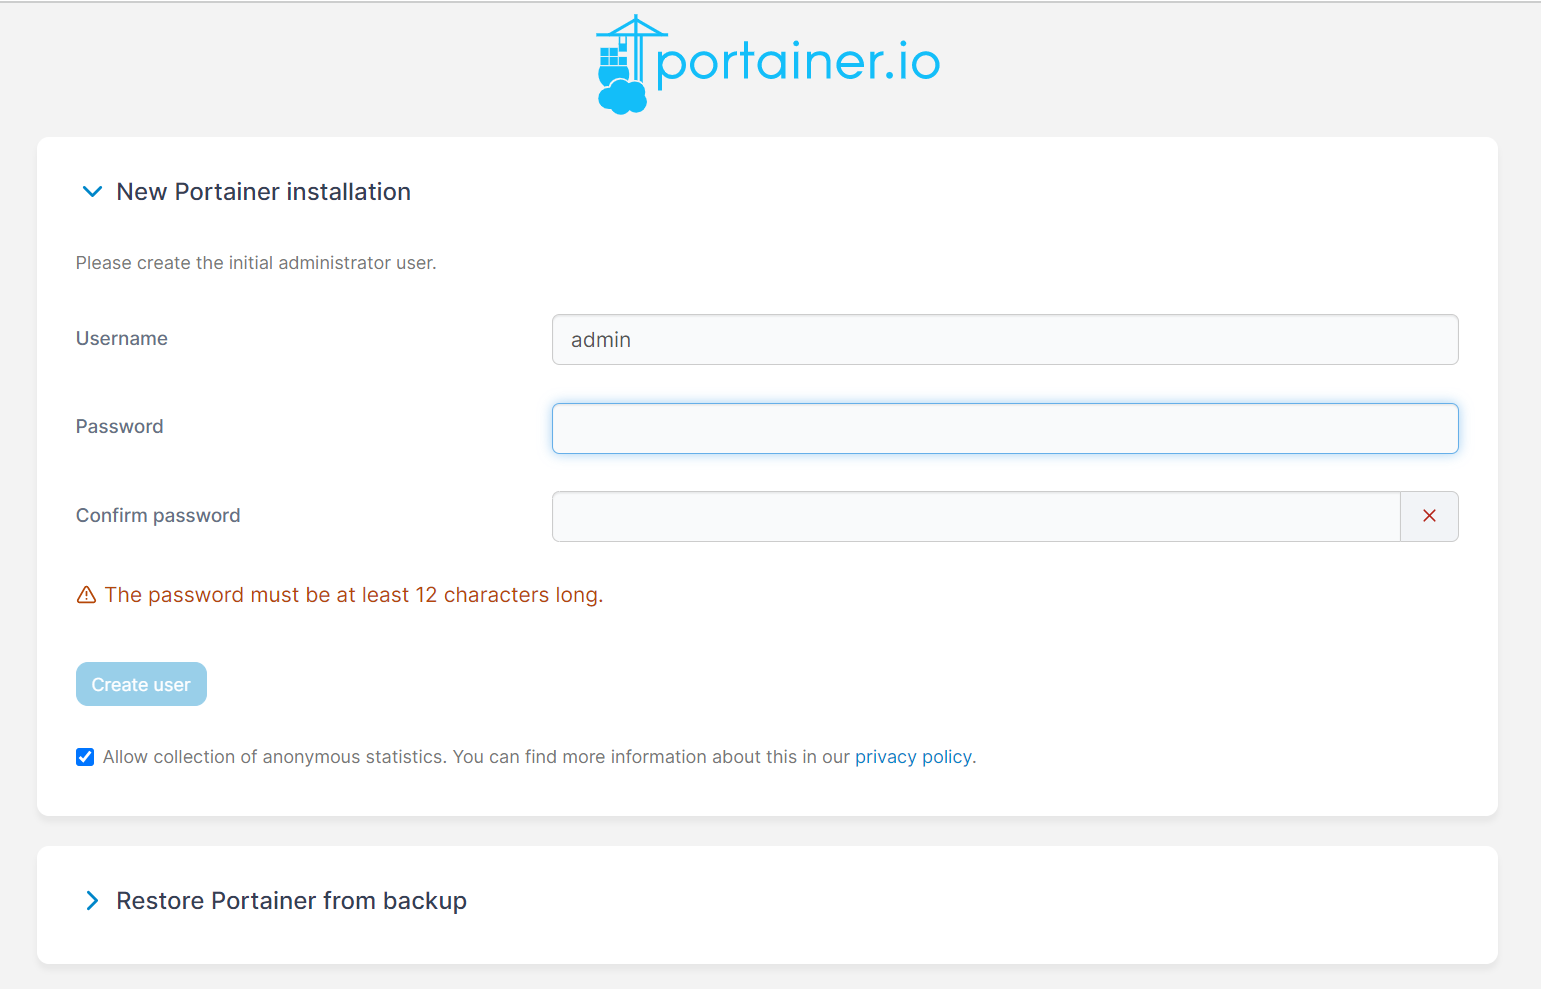 portainer.io
New Portainer installation
Please create the initial administrator user.
Username
admin
Password
Confirm password
The password must be at least 12 characters long.
Create user
Allow collection of anonymous statistics. You can find more information about this in our privacy policy.
Restore Portainer from backup